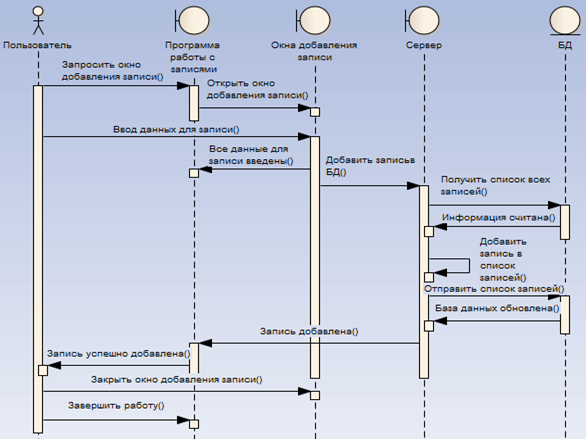 Пользователь
Программа
работы с
записями
Окна добавления
записи
Сервер
БД
Запросить окно
добавления записи()
Открыть окно
добавления записи()
Ввод данных для записи()
Все данные для
записи введены()
Добавить записьв
БД()
Получить список всех
записей()
Информация считана()
Добавить
запись в
список
записей()
Отправить список записей()
База данных обновлена()
Запись добавлена()
Запись успешно добавлена()
Закрыть окно добавления записи()
Завершить работу()